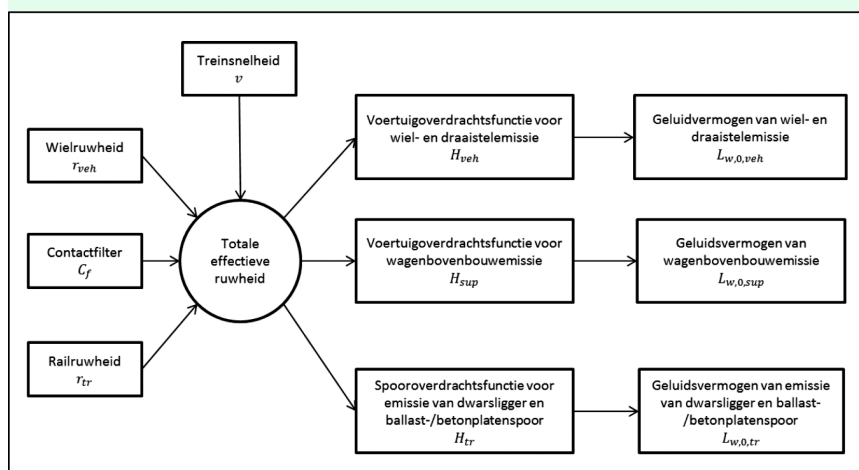 Treinsnelheid
v
Wielruwheid
r_veh
Contactfilter
C_f
Railruwheid
r_tr
Totale
effectieve
ruwheid
Voertuigoverdrachtsfunctie voor
wiel- en draaistelemissie
H_veh
Geluidvermogen van wiel- en
draaistelemissie
L_w,0,veh
Voertuigoverdrachtsfunctie voor
wagenbovenbouwemissie
H_sup
Geluidsvermogen van
wagenbovenbouwemissie
L_w,0,sup
Spooroverdrachtsfunctie voor
emissie van dwarsligger en
ballast-/betonplatenspoor
H_tr
Geluidsvermogen van emissie
van dwarsligger en ballast-
/betonplatenspoor
L_w,0,tr